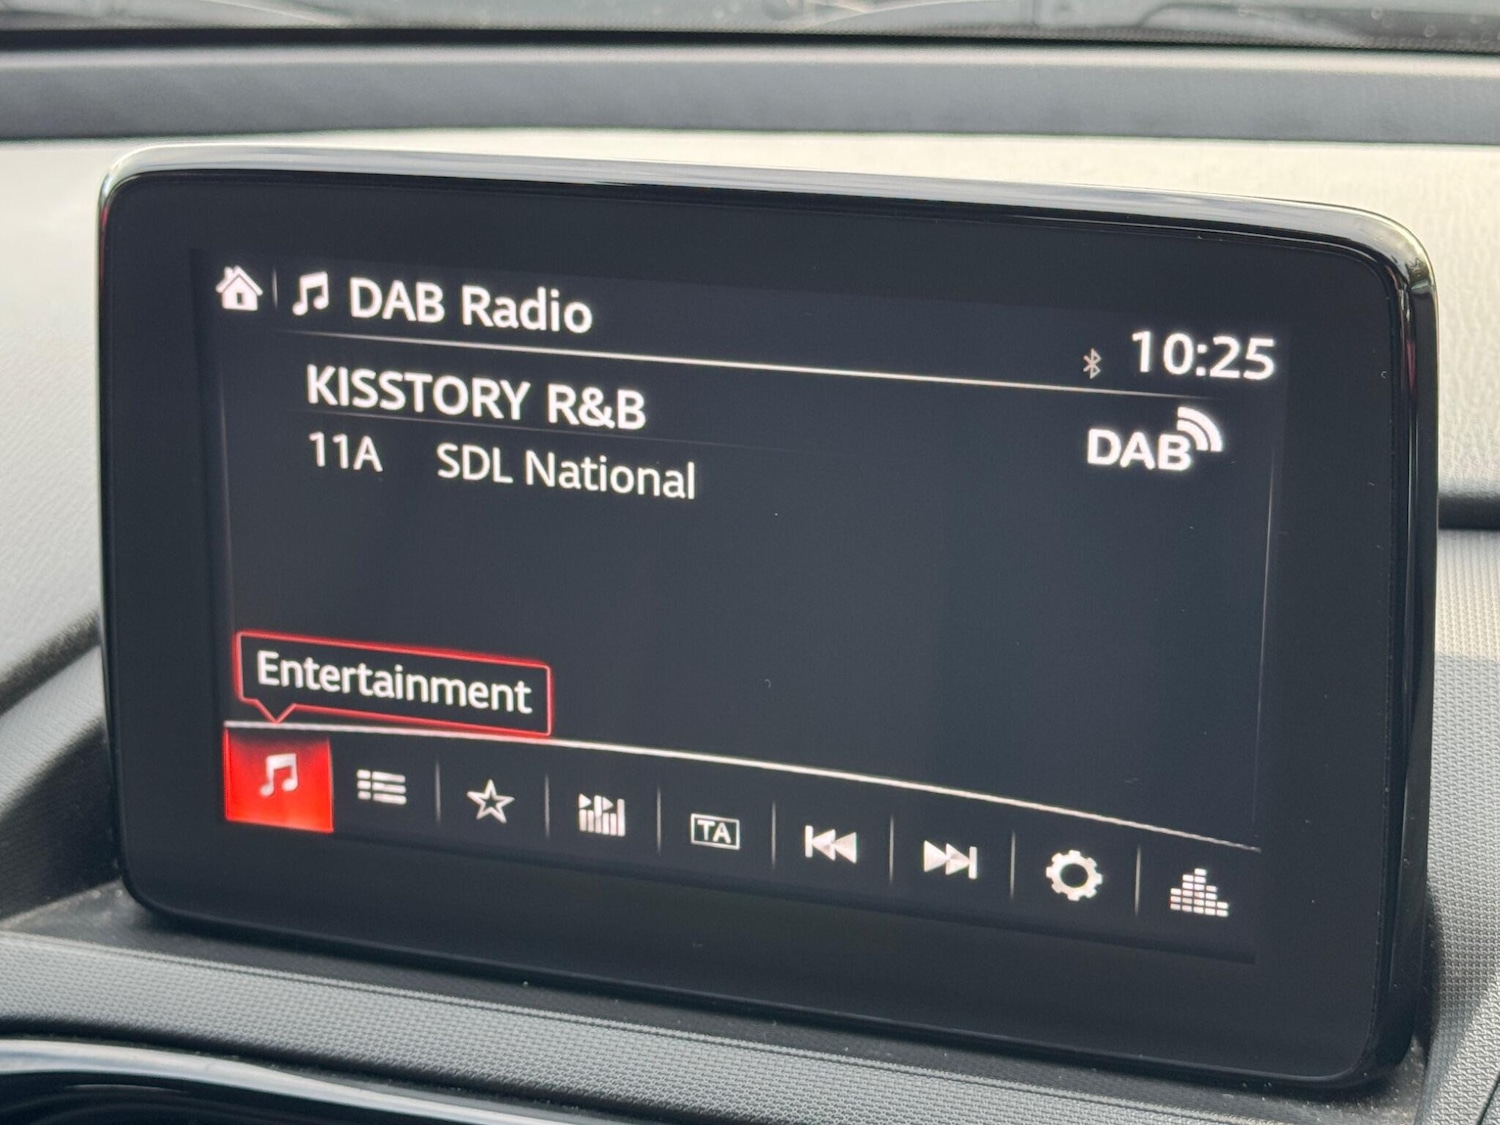 DAB Radio
10:25
KISSTORY R&B
DAB
11A SDL National
Entertainment
TA